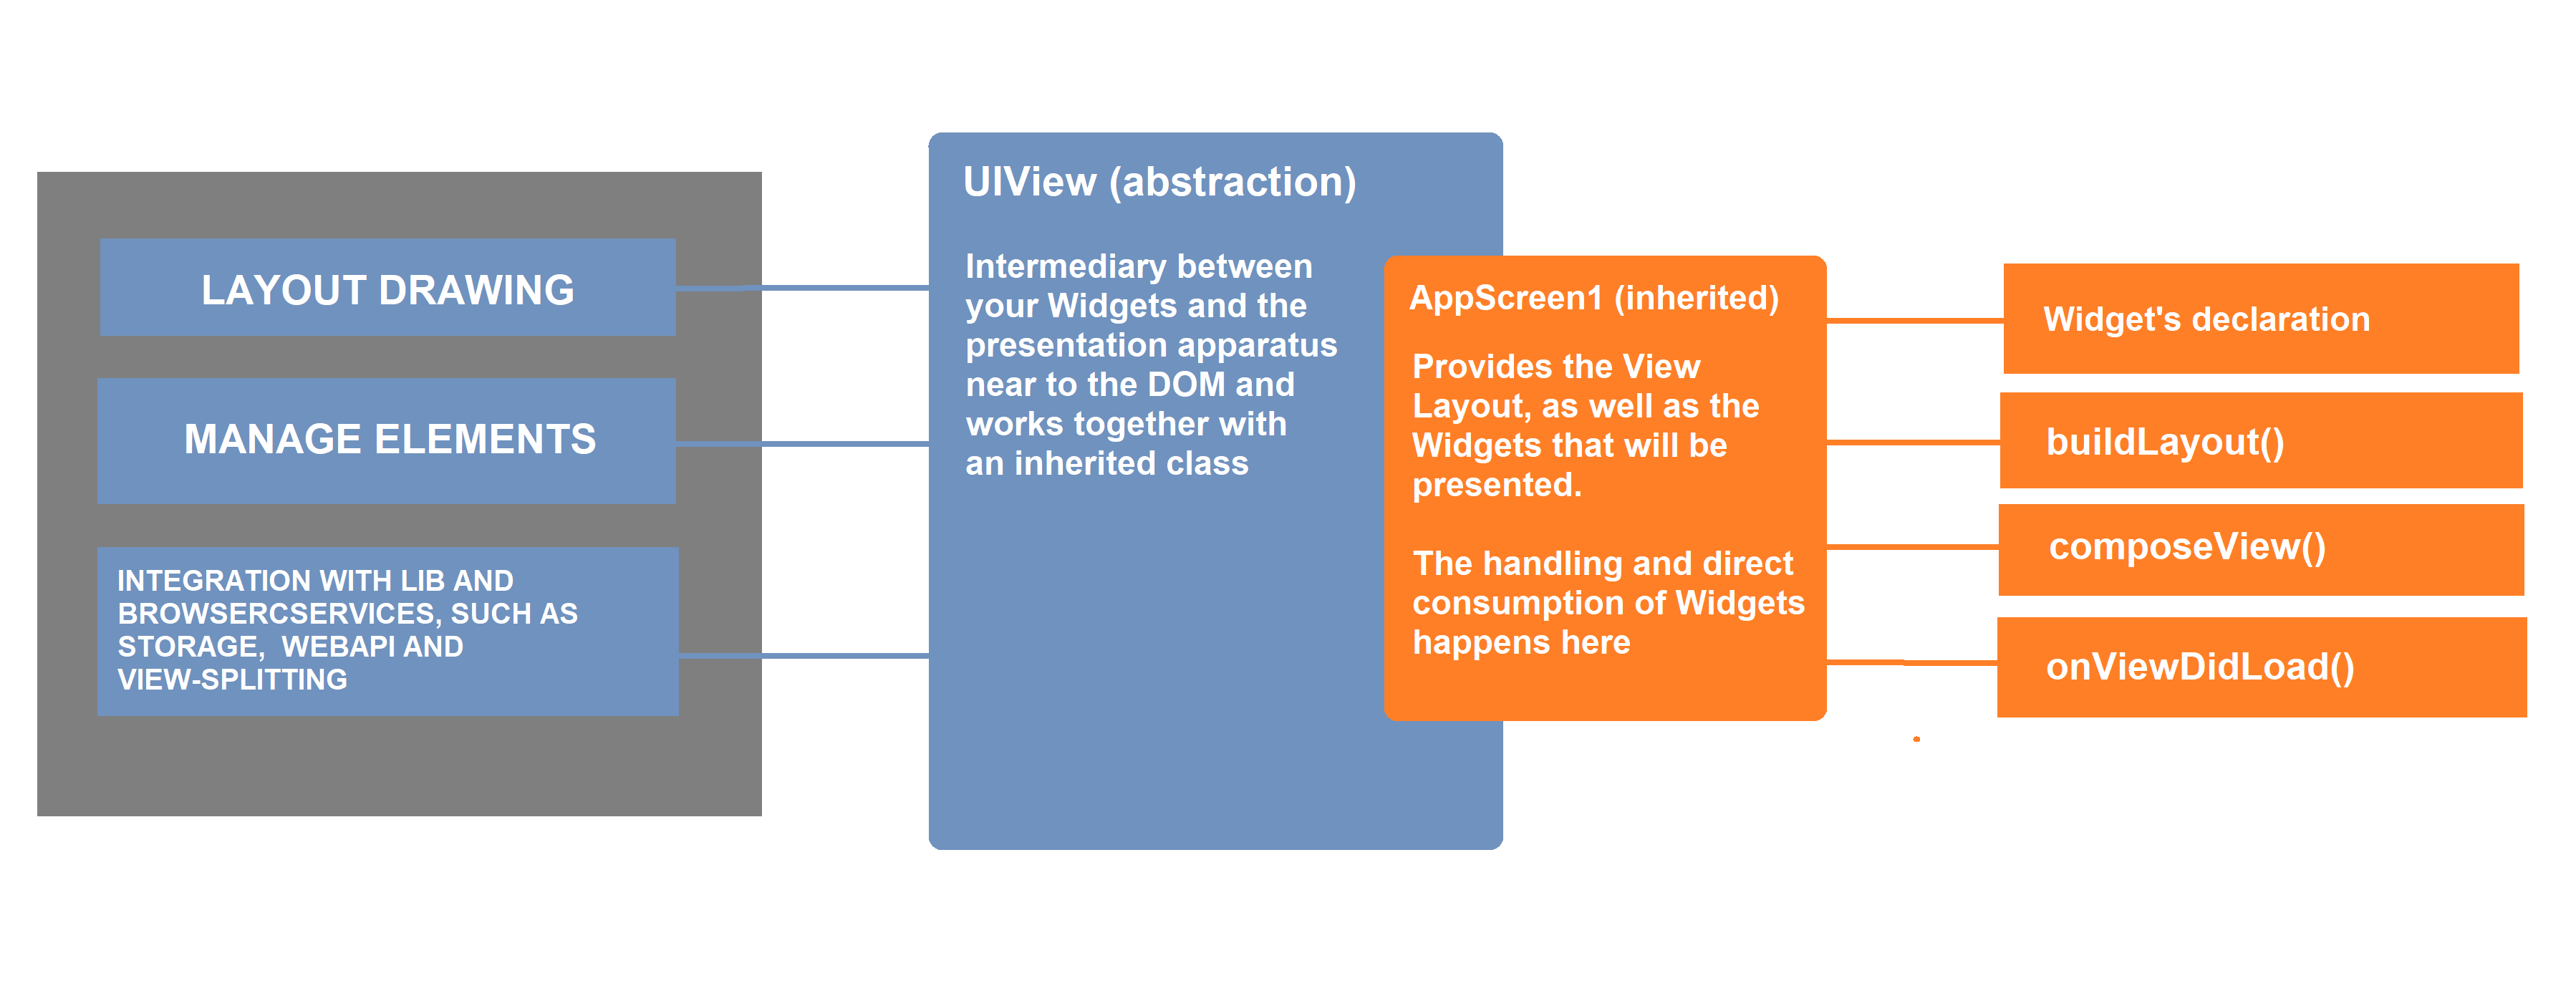 LAYOUT DRAWING
MANAGE ELEMENTS
INTEGRATION WITH LIB AND
BROWSERCSERVICES, SUCH AS
STORAGE,  WEBAPI AND
VIEW-SPLITTING
UIView (abstraction)
Intermediary between
your Widgets and the
presentation apparatus
near to the DOM and
works together with
an inherited class
AppScreen1 (inherited)
Provides the View
Layout, as well as the
Widgets that will be
presented.
The handling and direct
consumption of Widgets
happens here
Widget's declaration
buildLayout()
composeView()
onViewDidLoad()